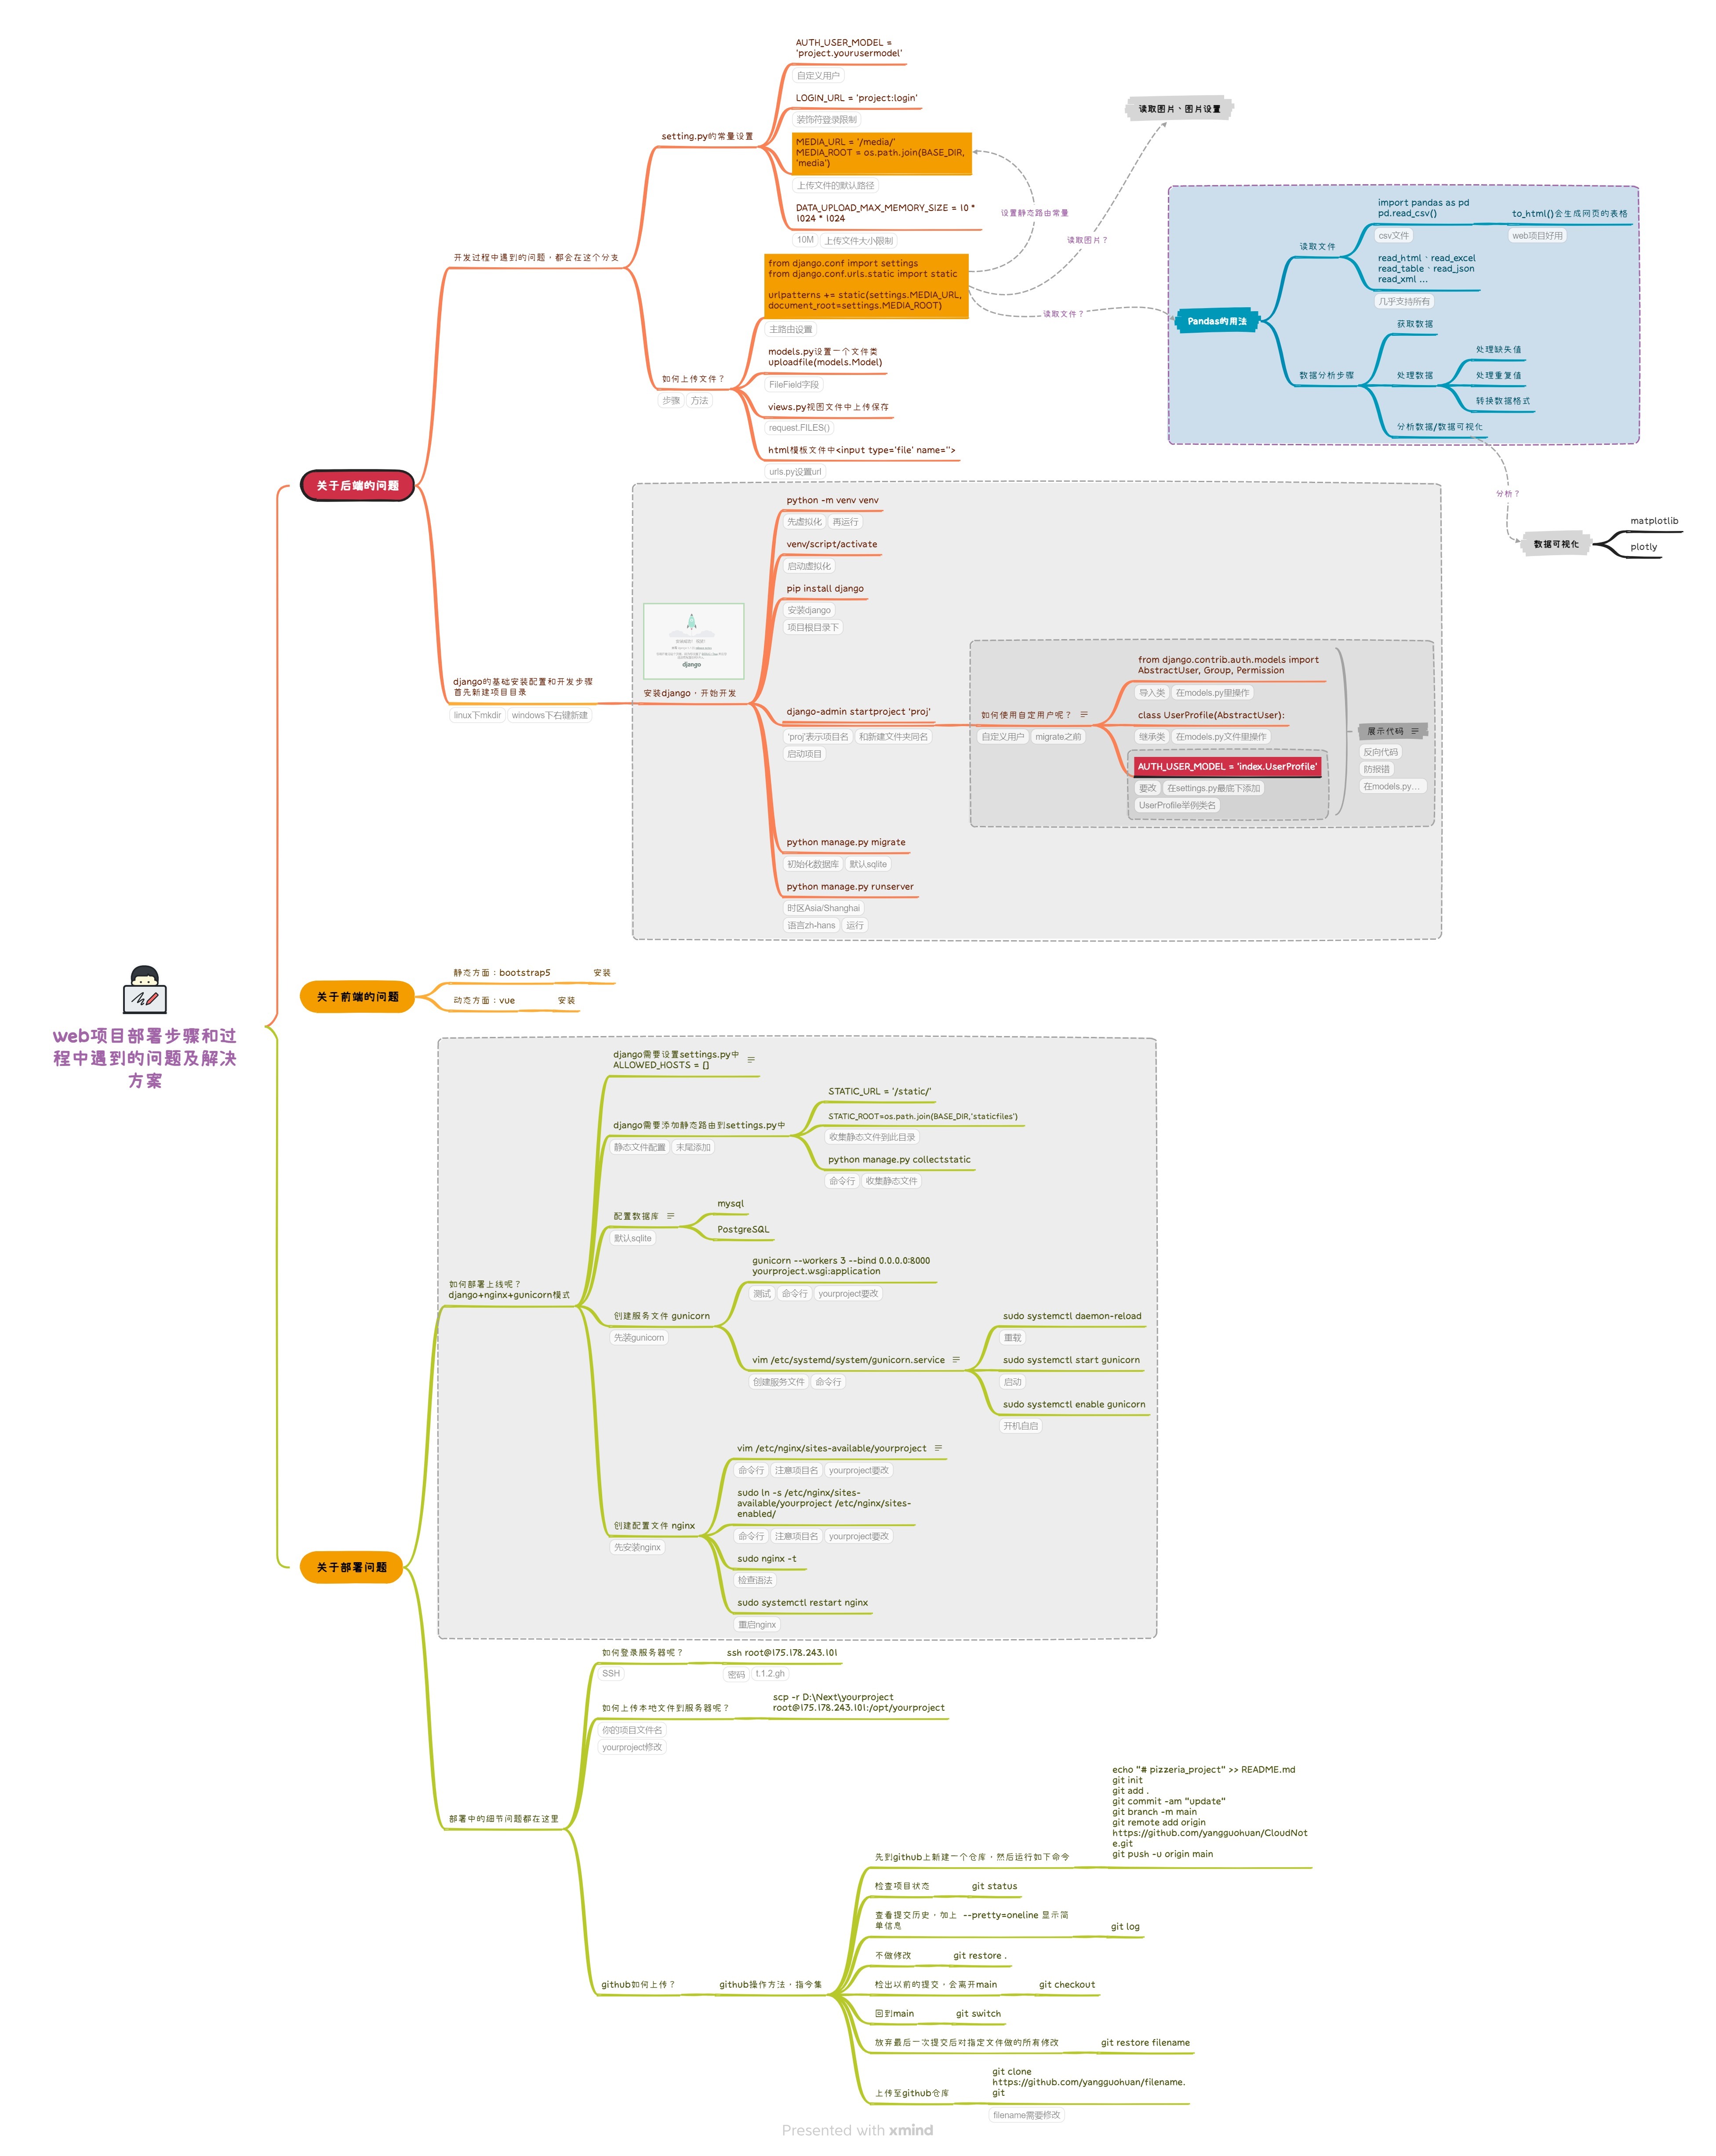 web项目部署步骤和过
程中遇到的问题及解决
方案
关于后端的问题
开发过程中遇到的问题，都会在这个分支
setting.py的常量设置
AUTH_USER_MODEL =
'project.yourusermodel'
自定义用户
LOGIN_URL = 'project:login'
装饰符登录限制
MEDIA_URL = '/media/'
MEDIA_ROOT = os.path.join(BASE_DIR,
'media')
上传文件的默认路径
DATA_UPLOAD_MAX_MEMORY_SIZE = 10 *
1024 * 1024
10M 上传文件大小限制
如何上传文件？
步骤 方法
from django.conf import settings
from django.conf.urls.static import static
urlpatterns += static(settings.MEDIA_URL,
document_root=settings.MEDIA_ROOT)
主路由设置
models.py设置一个文件类
uploadfile(models.Model)
FileField字段
views.py视图文件中上传保存
request.FILES()
html模板文件中<input type='file' name=''>
urls.py设置url
设置静态路由常量
读取图片？
读取文件？
读取图片、图片设置
Pandas的用法
读取文件
import pandas as pd
pd.read_csv()
csv文件
to_html()会生成网页的表格
web项目好用
read_html、read_excel
read_table、read_json
read_xml ...
几乎支持所有
数据分析步骤
获取数据
处理数据
处理缺失值
处理重复值
转换数据格式
分析数据/数据可视化
分析？
数据可视化
matplotlib
plotly
django的基础安装配置和开发步骤
首先新建项目目录
linux下mkdir windows下右键新建
django
安装django，开始开发
python -m venv venv
先虚拟化 再运行
venv/script/activate
启动虚拟化
pip install django
安装django
项目根目录下
django-admin startproject 'proj'
'proj'表示项目名 和新建文件夹同名
启动项目
如何使用自定用户呢？
自定义用户 migrate之前
from django.contrib.auth.models import
AbstractUser, Group, Permission
导入类 在models.py里操作
class UserProfile(AbstractUser):
继承类 在models.py文件里操作
AUTH_USER_MODEL = 'index.UserProfile'
要改 在settings.py最底下添加
UserProfile举例类名
展示代码
反向代码
防报错
在models.py...
python manage.py migrate
初始化数据库 默认sqlite
python manage.py runserver
时区Asia/Shanghai
语言zh-hans 运行
关于前端的问题
静态方面：bootstrap5 安装
动态方面：vue 安装
关于部署问题
如何部署上线呢？
django+nginx+gunicorn模式
django需要设置settings.py中
ALLOWED_HOSTS = []
django需要添加静态路由到settings.py中
静态文件配置 末尾添加
STATIC_URL = '/static/'
STATIC_ROOT=os.path.join(BASE_DIR,'staticfiles')
收集静态文件到此目录
python manage.py collectstatic
命令行 收集静态文件
配置数据库
默认sqlite
mysql
PostgreSQL
创建服务文件 gunicorn
先装gunicorn
gunicorn --workers 3 --bind 0.0.0.0:8000
yourproject.wsgi:application
测试 命令行 yourproject要改
vim /etc/systemd/system/gunicorn.service
创建服务文件 命令行
sudo systemctl daemon-reload
重载
sudo systemctl start gunicorn
启动
sudo systemctl enable gunicorn
开机自启
创建配置文件 nginx
先安装nginx
vim /etc/nginx/sites-available/yourproject
命令行 注意项目名 yourproject要改
sudo ln -s /etc/nginx/sites-
available/yourproject /etc/nginx/sites-
enabled/
命令行 注意项目名 yourproject要改
sudo nginx -t
检查语法
sudo systemctl restart nginx
重启nginx
部署中的细节问题都在这里
如何登录服务器呢？
SSH
ssh root@175.178.243.101
密码 t.1.2.gh
如何上传本地文件到服务器呢？
你的项目文件名
yourproject修改
scp -r D:\Next\yourproject
root@175.178.243.101:/opt/yourproject
github如何上传？
github操作方法，指令集
先到github上新建一个仓库，然后运行如下命令
echo "# pizzeria_project" >> README.md
git init
git add .
git commit -am "update"
git branch -m main
git remote add origin
https://github.com/yangguohuan/CloudNot
e.git
git push -u origin main
检查项目状态 git status
查看提交历史，加上 --pretty=oneline 显示简
单信息
git log
不做修改 git restore .
检出以前的提交，会离开main git checkout
回到main git switch
放弃最后一次提交后对指定文件做的所有修改 git restore filename
上传至github仓库
git clone
https://github.com/yangguohuan/filename.
git
filename需要修改
Presented with xmind